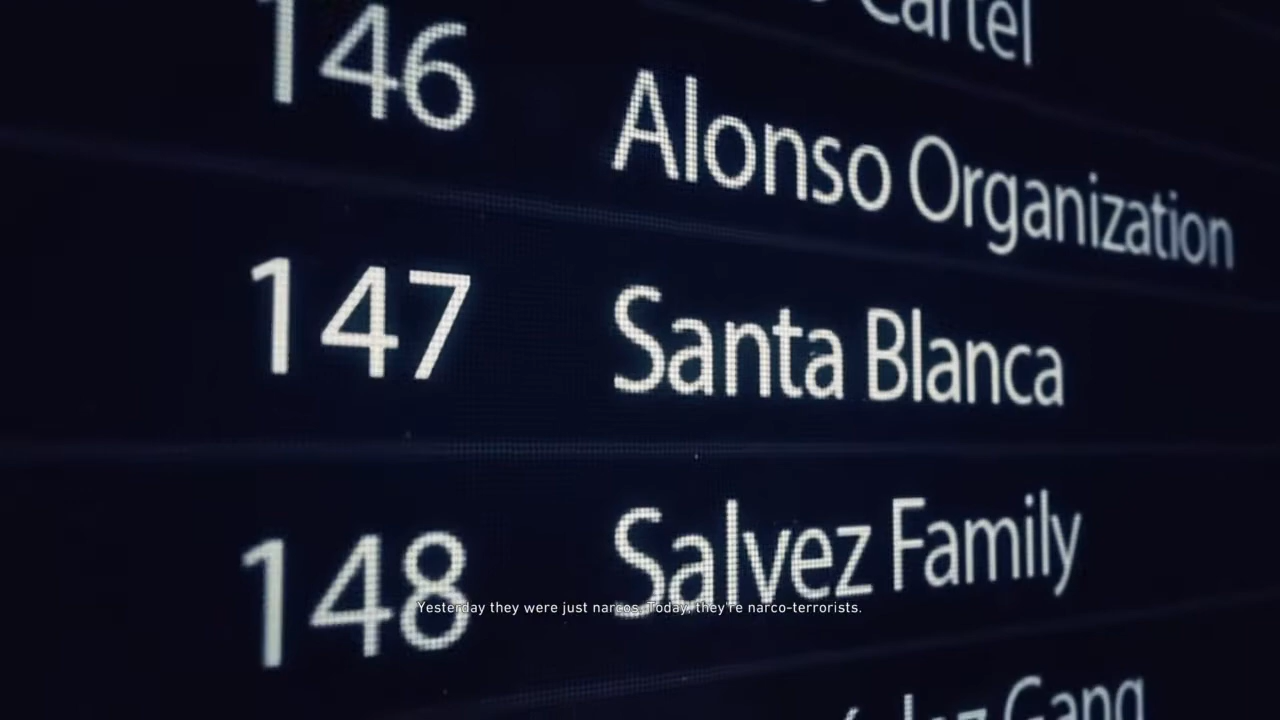 Cartel
146 Alonso Organization
147 Santa Blanca
148 Salvez Family
Yesterday they were just narcos. Today, they're narco-terrorists.
Gang